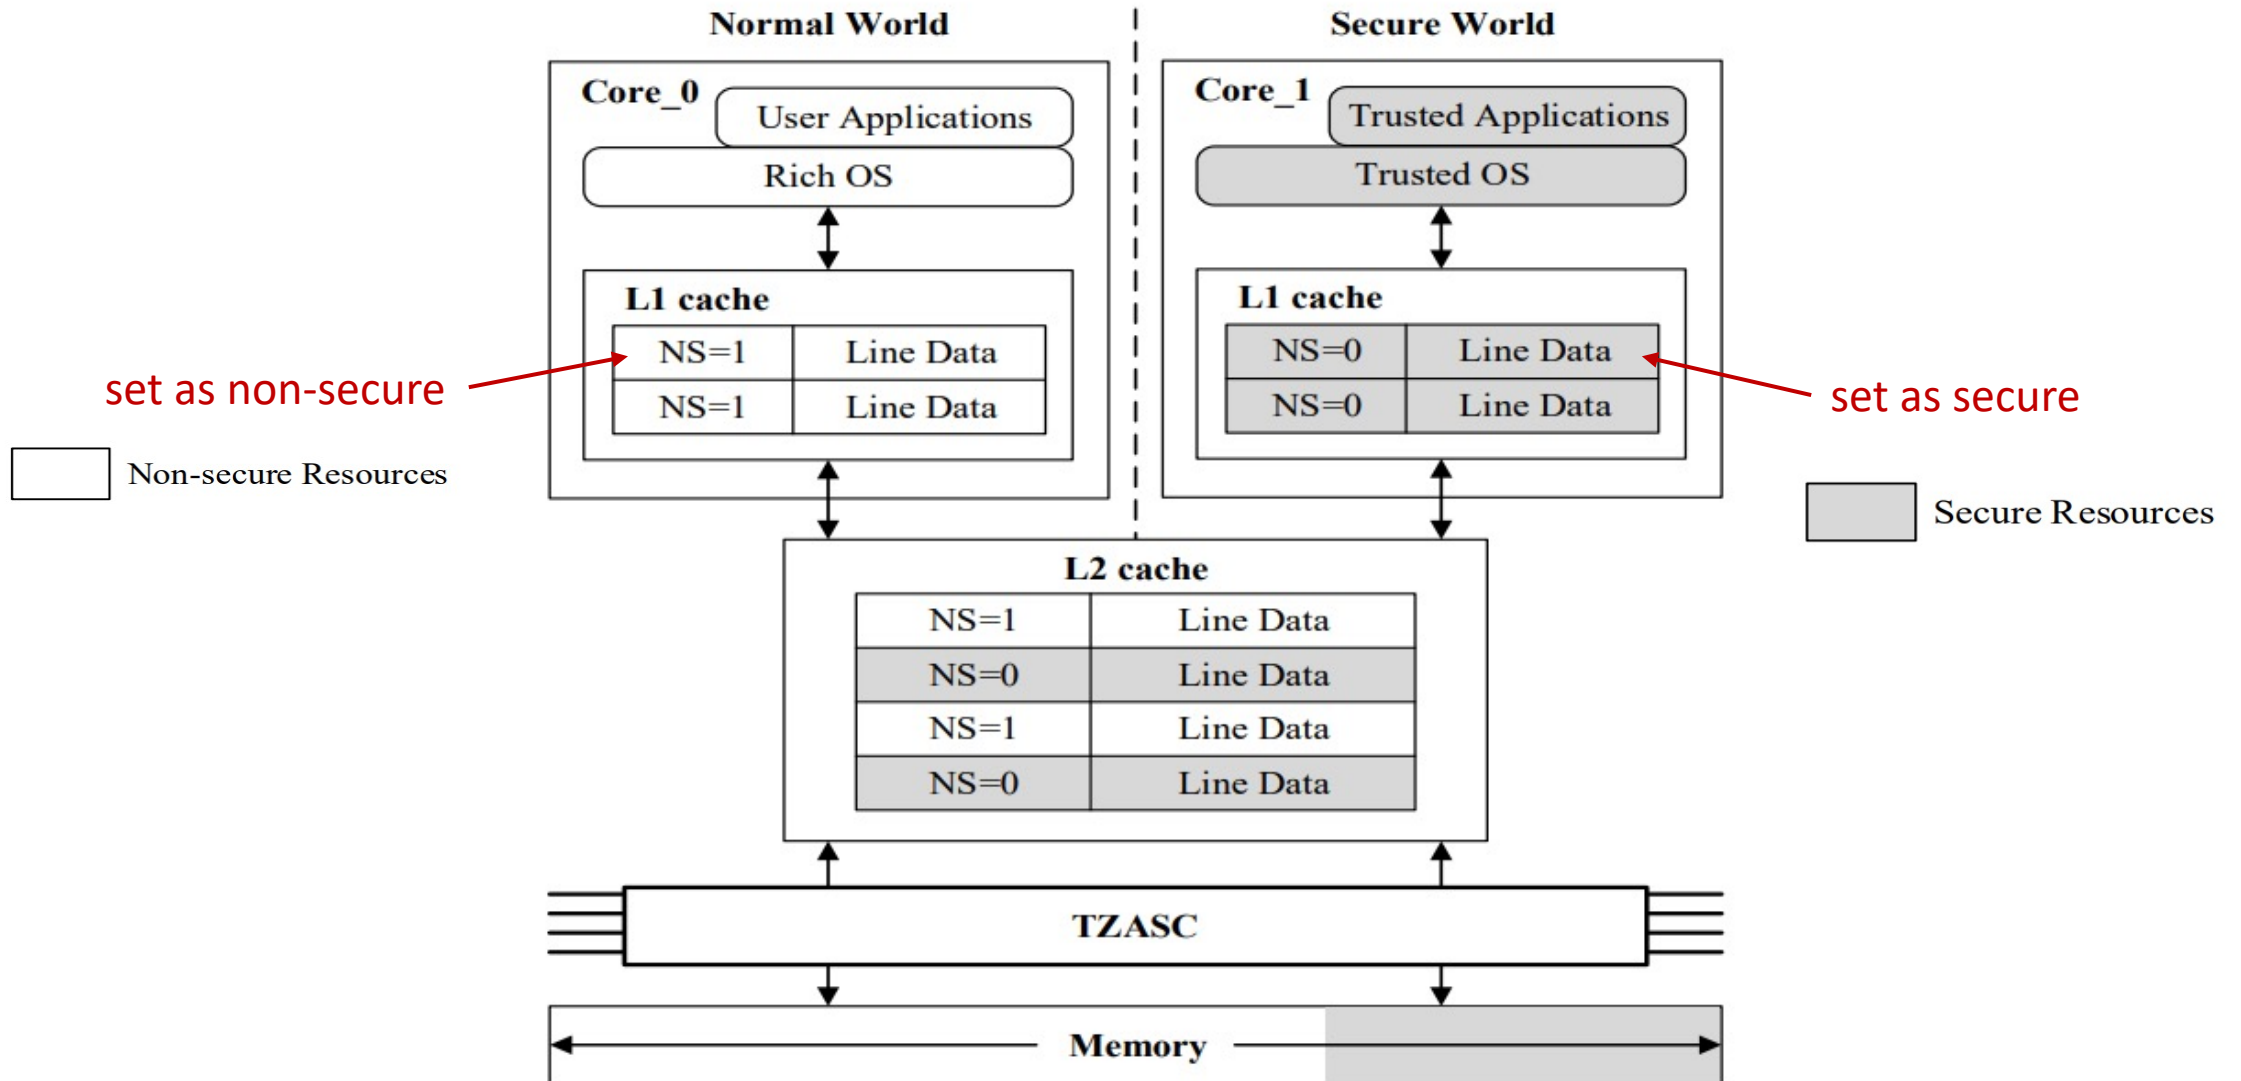 Normal World
Secure World
Core_0
User Applications
Rich OS
Core_1
Trusted Applications
Trusted OS
L1 cache
NS=1 Line Data
NS=1 Line Data
L1 cache
NS=0 Line Data
NS=0 Line Data
set as non-secure
set as secure
Non-secure Resources
Secure Resources
L2 cache
NS=1 Line Data
NS=0 Line Data
NS=1 Line Data
NS=0 Line Data
TZASC
Memory